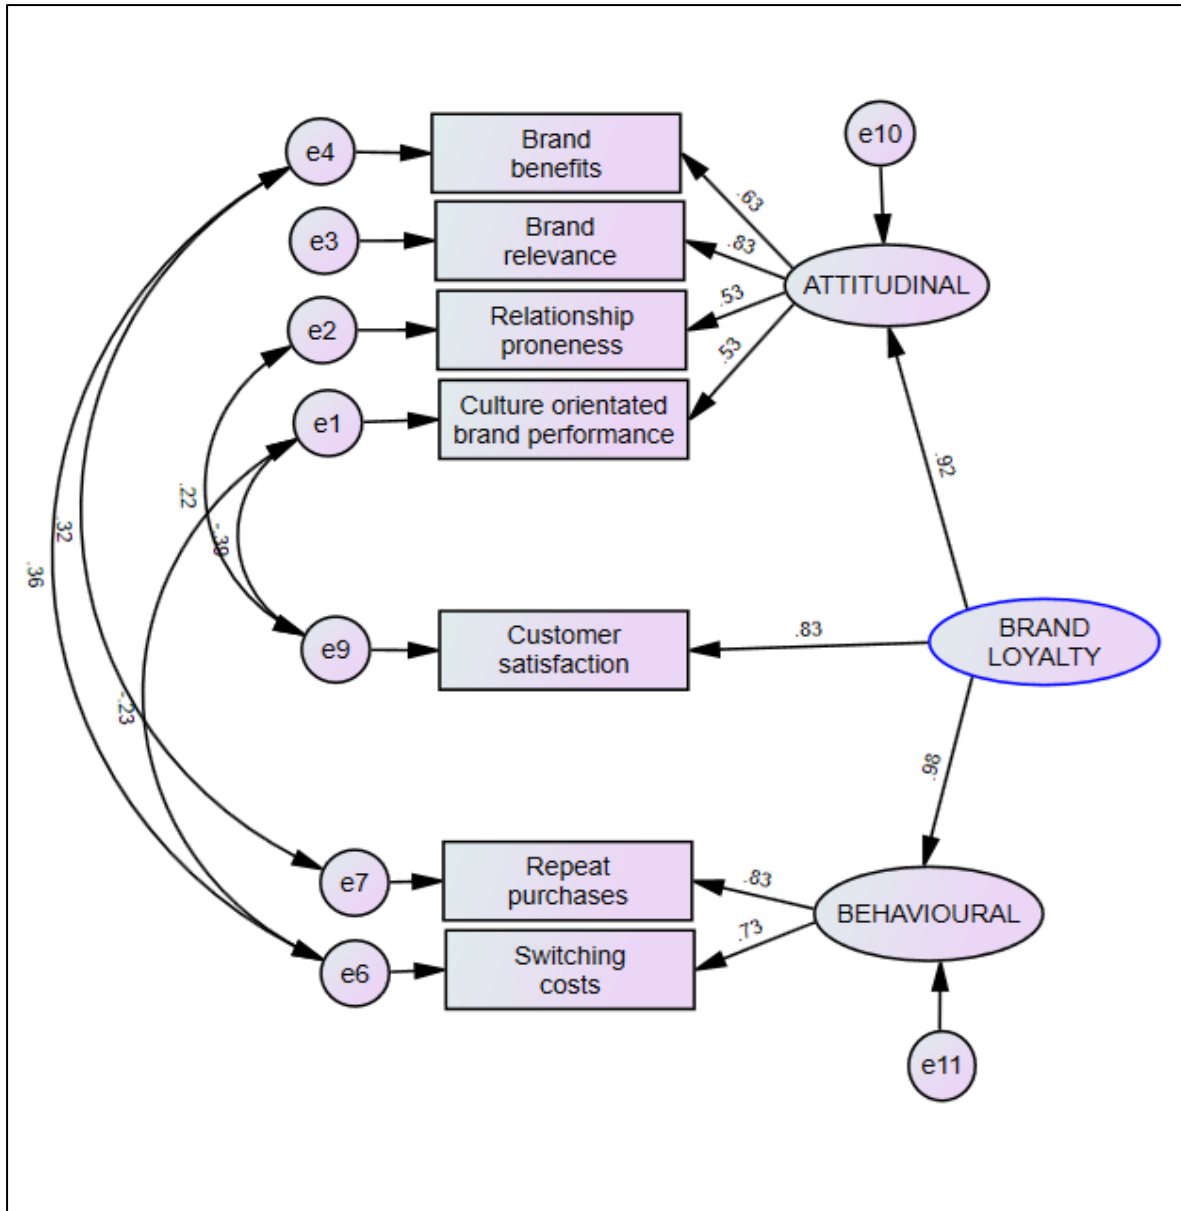 e4
Brand
benefits
e10
.63
e3
Brand
relevance
.83
ATTITUDINAL
e2
Relationship
proneness
.53
e1
Culture orientated
brand performance
.53
.92
.22
-.39
.32
.36
e9
Customer
satisfaction
.83
BRAND
LOYALTY
-.23
.98
e7
Repeat
purchases
.83
BEHAVIOURAL
e6
Switching
costs
.73
e11